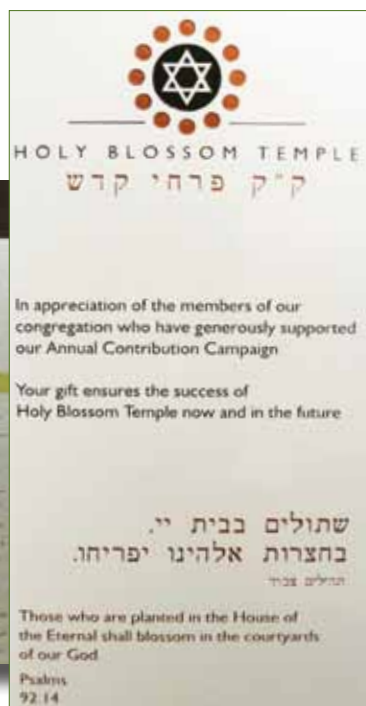 HOLY BLOSSOM TEMPLE
ק״ק פרחי קדש
In appreciation of the members of our
congregation who have generously supported
our Annual Contribution Campaign
Your gift ensures the success of
Holy Blossom Temple now and in the future
שתולים בבית יי.
בחצרות אלהינו יפריחו.
תהילים
Those who are planted in the House of
the Eternal shall blossom in the courtyards
of our God
Psalms
92:14